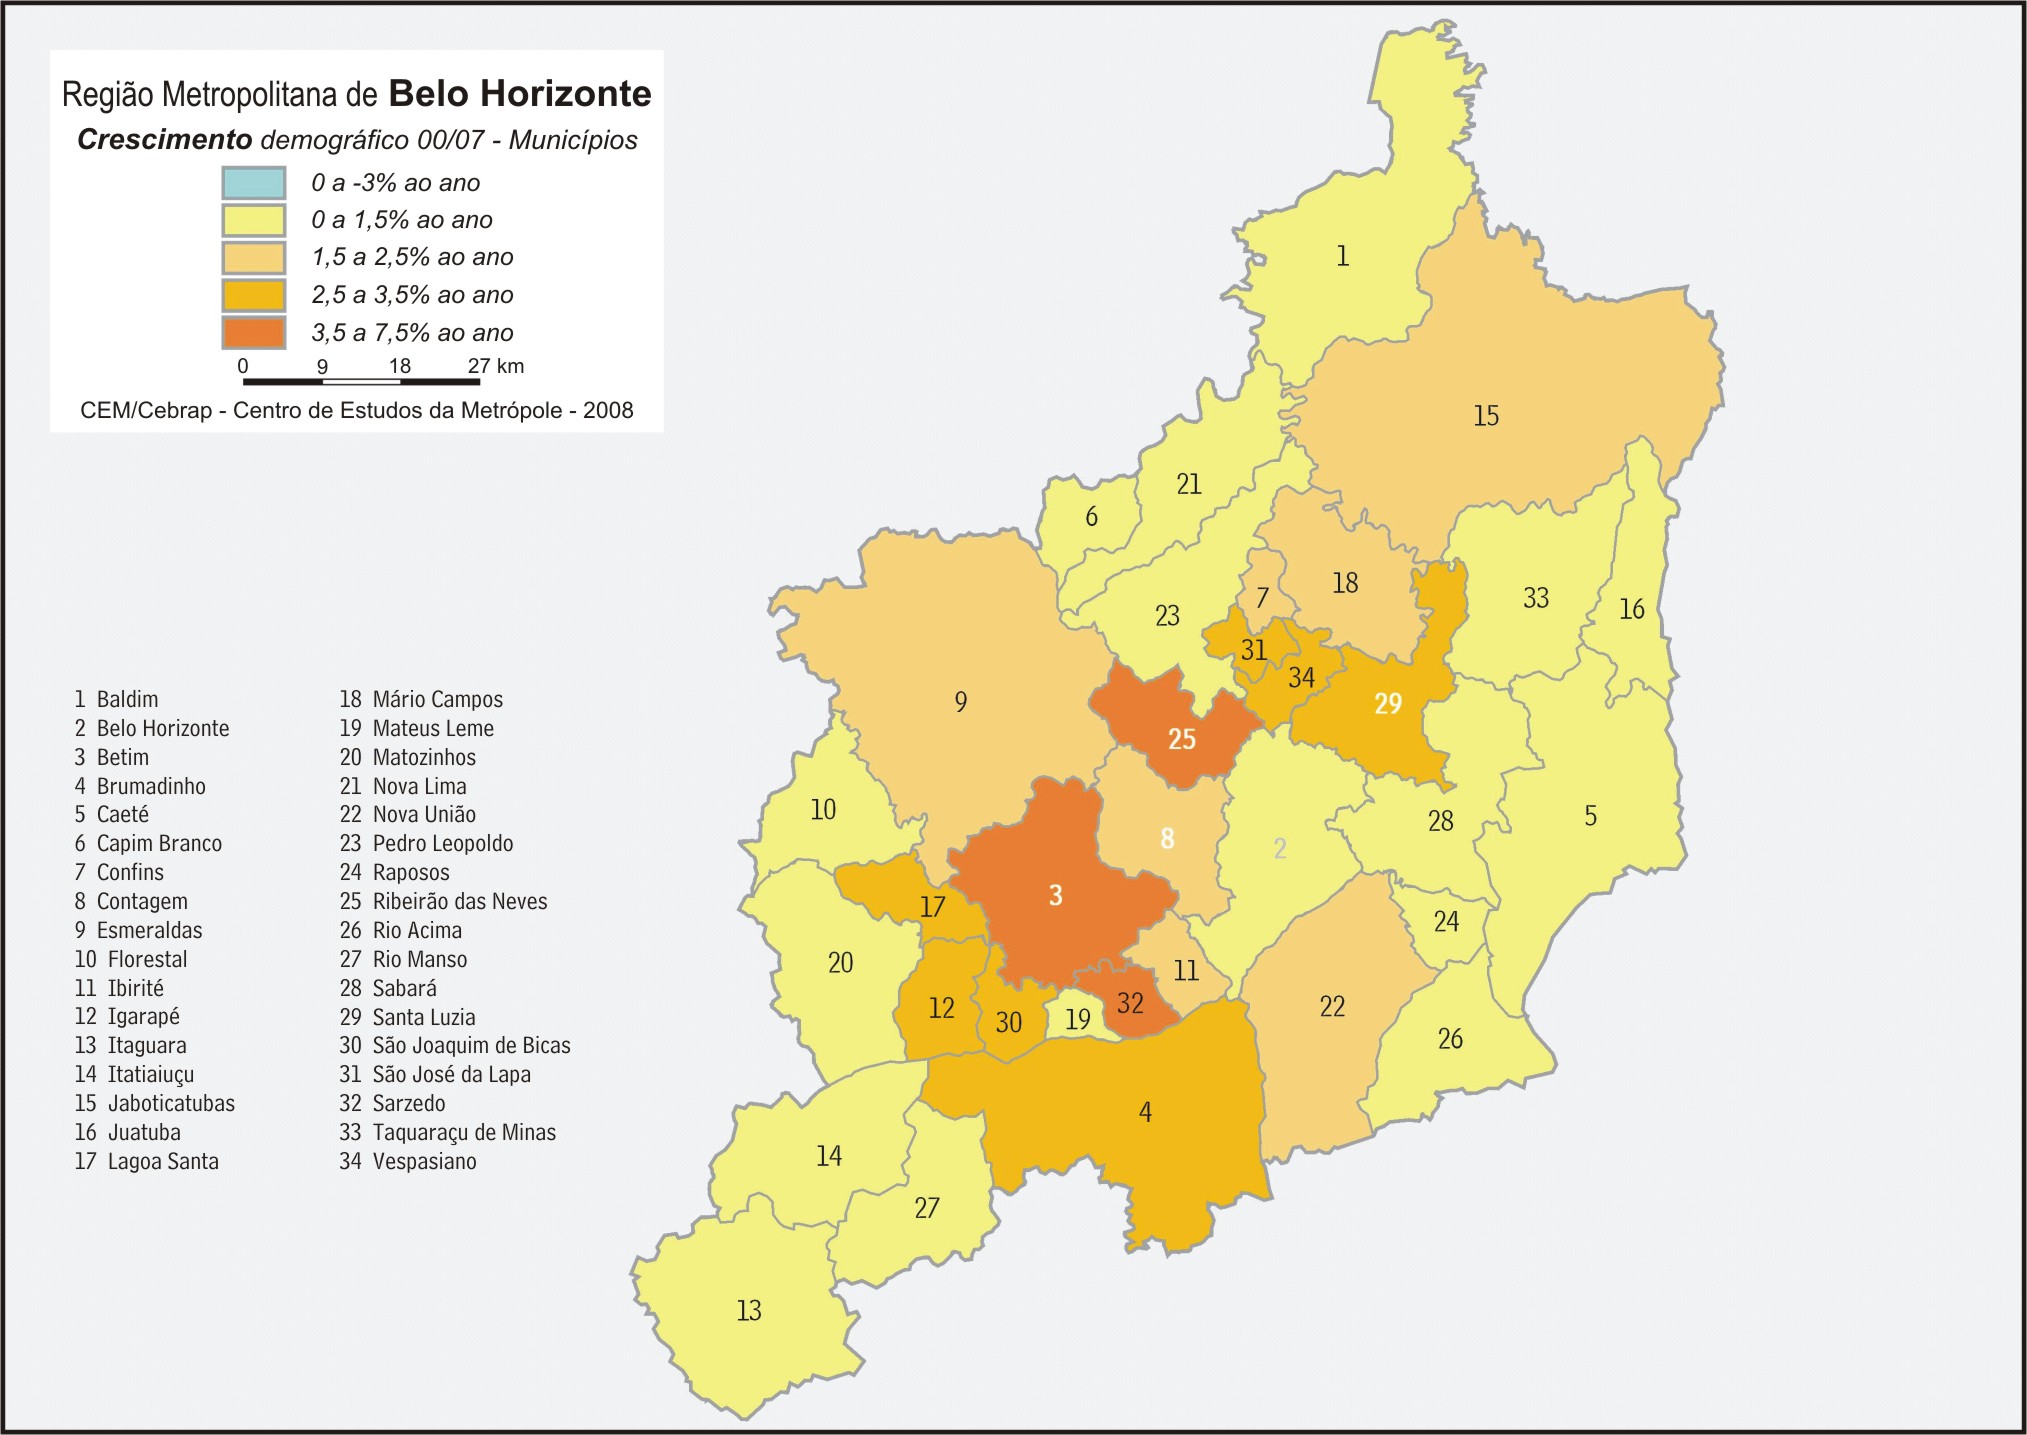 Região Metropolitana de Belo Horizonte
Crescimento demográfico 00/07 - Municípios
0 a -3% ao ano
0 a 1,5% ao ano
1,5 a 2,5% ao ano
2,5 a 3,5% ao ano
3,5 a 7,5% ao ano
0 9 18 27 km
CEM/Cebrap - Centro de Estudos da Metrópole - 2008
1 Baldim
2 Belo Horizonte
3 Betim
4 Brumadinho
5 Caeté
6 Capim Branco
7 Confins
8 Contagem
9 Esmeraldas
10 Florestal
11 Ibirité
12 Igarapé
13 Itaguara
14 Itatiaiuçu
15 Jaboticatubas
16 Juatuba
17 Lagoa Santa
18 Mário Campos
19 Mateus Leme
20 Matozinhos
21 Nova Lima
22 Nova União
23 Pedro Leopoldo
24 Raposos
25 Ribeirão das Neves
26 Rio Acima
27 Rio Manso
28 Sabará
29 Santa Luzia
30 São Joaquim de Bicas
31 São José da Lapa
32 Sarzedo
33 Taquaraçu de Minas
34 Vespasiano
1
15
21
6
18
7
33
16
23
31
34
29
9
25
10
8
2
28
5
3
17
24
20
11
12
30
19
32
22
26
4
14
27
13